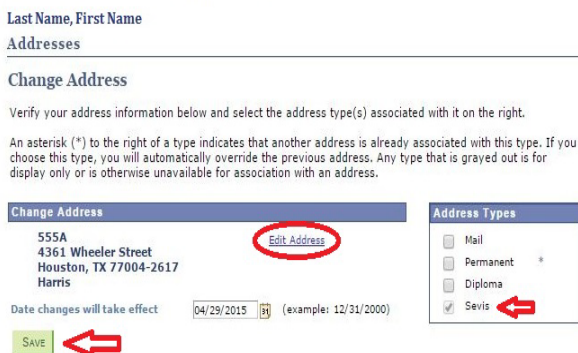 Last Name, First Name
Addresses
Change Address
Verify your address information below and select the address type(s) associated with it on the right.
An asterisk (*) to the right of a type indicates that another address is already associated with this type. If you
choose this type, you will automatically override the previous address. Any type that is grayed out is for
display only or is otherwise unavailable for association with an address.
Change Address
555A
4361 Wheeler Street
Houston, TX 77004-2617
Harris
Edit Address
Date changes will take effect 04/29/2015 31 (example: 12/31/2000)
SAVE
Address Types
Mail
Permanent *
Diploma
Sevis